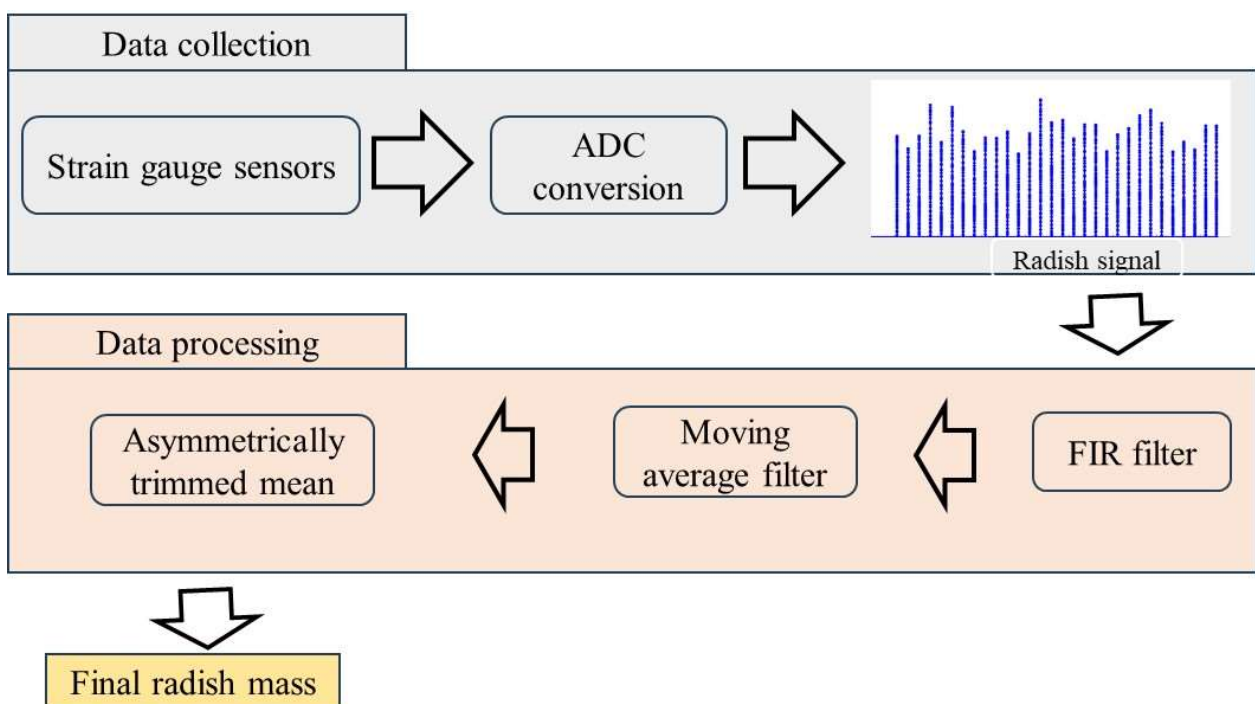 Data collection
Strain gauge sensors
ADC
conversion
Radish signal
Data processing
FIR filter
Moving
average filter
Asymmetrically
trimmed mean
Final radish mass